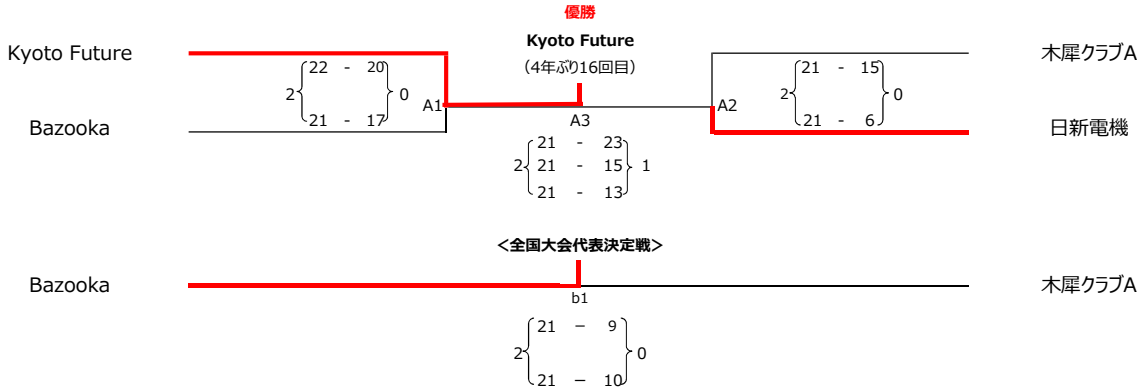 優勝
Kyoto Future
Kyoto Future
木犀クラブA
(4年ぶり16回目)
22 - 20
21 - 15
2 0
2 0
A1
A2
21 - 17
21 - 6
Bazooka
A3
日新電機
21 - 23
2 21 - 15 1
21 - 13
<全国大会代表決定戦>
Bazooka
木犀クラブA
b1
21 - 9
2 0
21 - 10